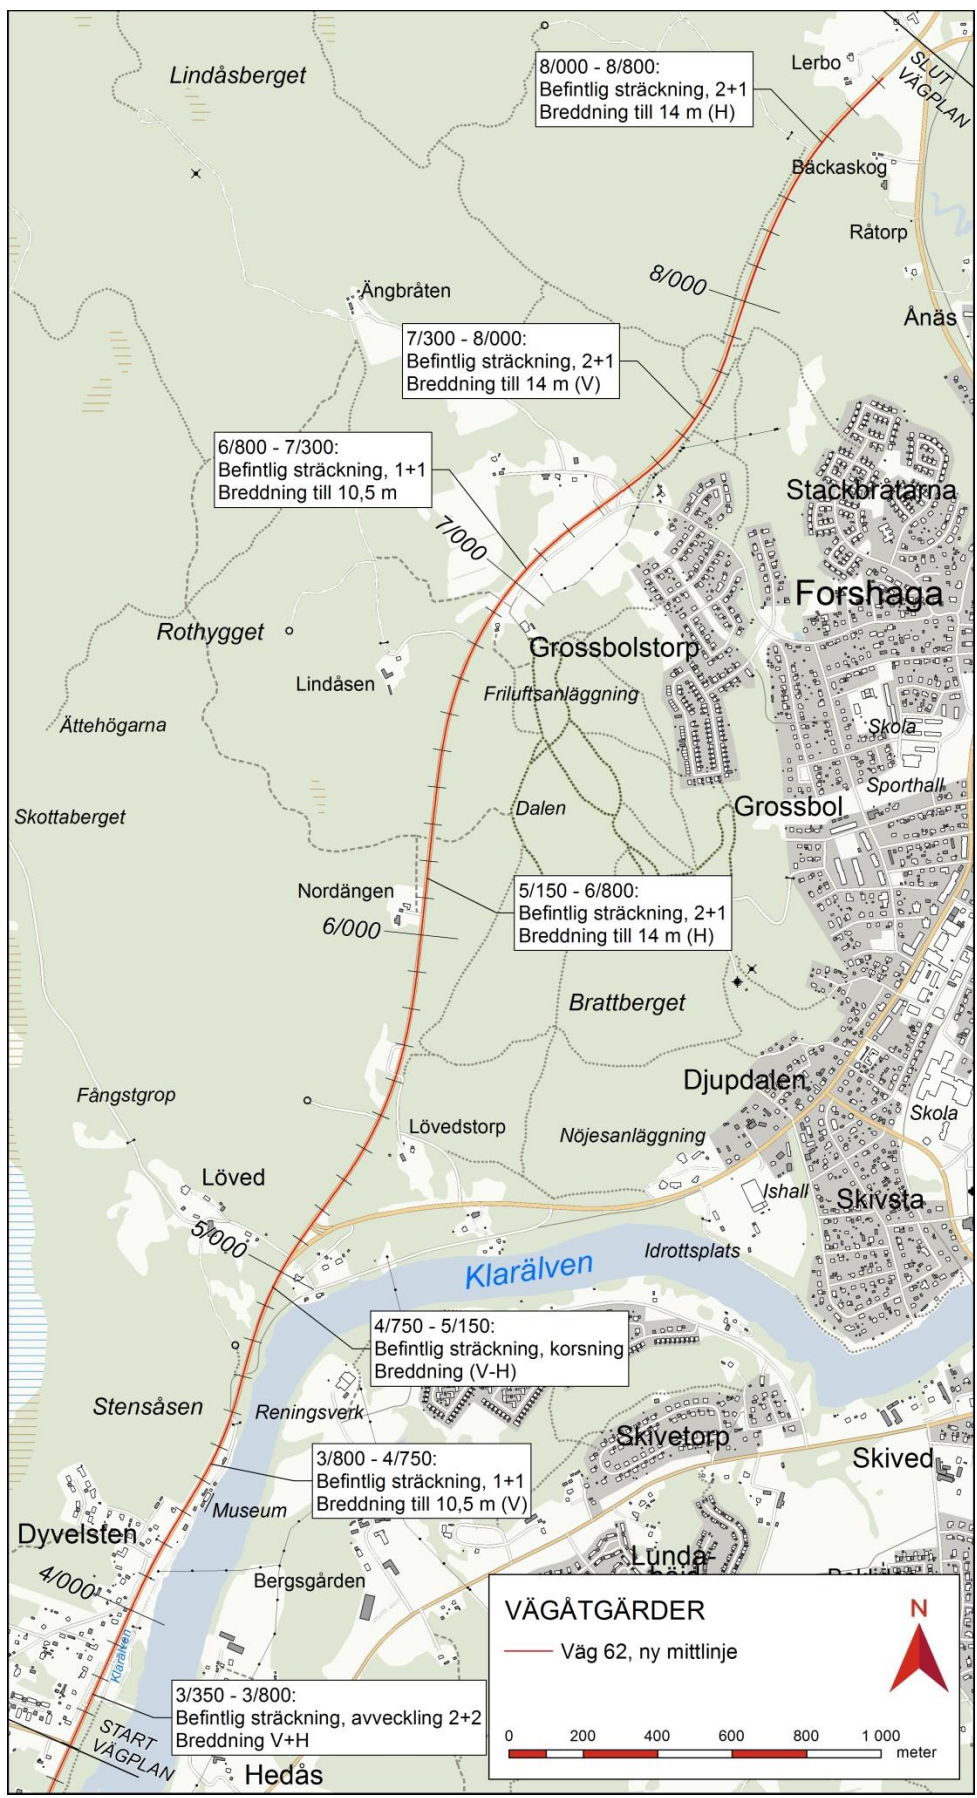 Lindåsberget
8/000 - 8/800:
Befintlig sträckning, 2+1
Breddning till 14 m (H)
Lerbo
SLUT
VÄGPLAN
Bäckaskog
Råtorp
8/000
Ängbråten
Ånäs
7/300 - 8/000:
Befintlig sträckning, 2+1
Breddning till 14 m (V)
6/800 - 7/300:
Befintlig sträckning, 1+1
Breddning till 10,5 m
Stackbråtarna
7/000
Forshaga
Rothygget
Grossbolstorp
Lindåsen
Friluftsanläggning
Ättehögarna
Skola
Sporthall
Skottaberget
Dalen
Grossbol
Nordängen
5/150 - 6/800:
Befintlig sträckning, 2+1
Breddning till 14 m (H)
6/000
Brattberget
Djupdalen
Fångstgrop
Skola
Lövedstorp
Nöjesanläggning
Löved
Ishall
Skivsta
5/000
Idrottsplats
Klarälven
4/750 - 5/150:
Befintlig sträckning, korsning
Breddning (V-H)
Stensåsen
Reningsverk
Skivetorp
Skived
3/800 - 4/750:
Befintlig sträckning, 1+1
Breddning till 10,5 m (V)
Museum
Dyvelsten
Lunda-
4/000
Bergsgården
VÄGÅTGÄRDER
N
Väg 62, ny mittlinje
Klarälven
3/350 - 3/800:
Befintlig sträckning, avveckling 2+2
Breddning V+H
START
VÄGPLAN
0 200 400 600 800 1 000
meter
Hedås